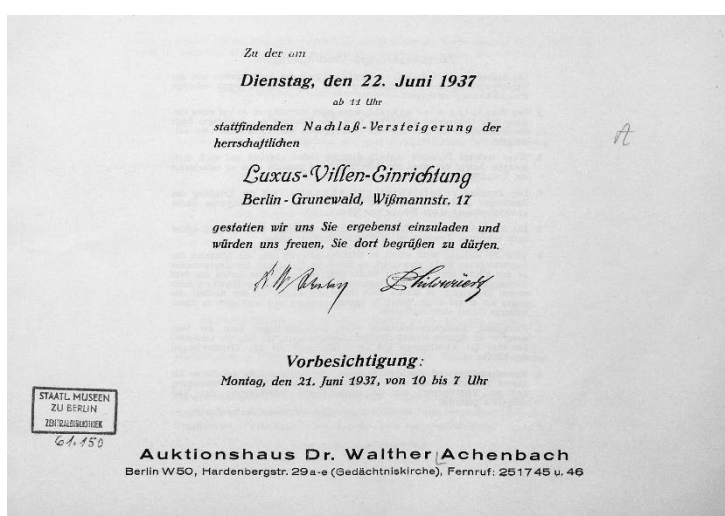 Zu der am
Dienstag, den 22. Juni 1937
ab 11 Uhr
stattfindenden Nachlaß-Versteigerung der
herrschaftlichen
Luxus-Villen-Einrichtung
Berlin-Grunewald, Wißmannstr. 17
gestatten wir uns Sie ergebenst einzuladen und
würden uns freuen, Sie dort begrüßen zu dürfen.
A
Vorbesichtigung:
Montag, den 21. Juni 1937, von 10 bis 7 Uhr
STAATL. MUSEEN
ZU BERLIN
ZENTRALBIBLIOTHEK
61.150
Auktionshaus Dr. Walther Achenbach
Berlin W50, Hardenbergstr. 29a-e (Gedächtniskirche), Fernruf: 251745 u. 46